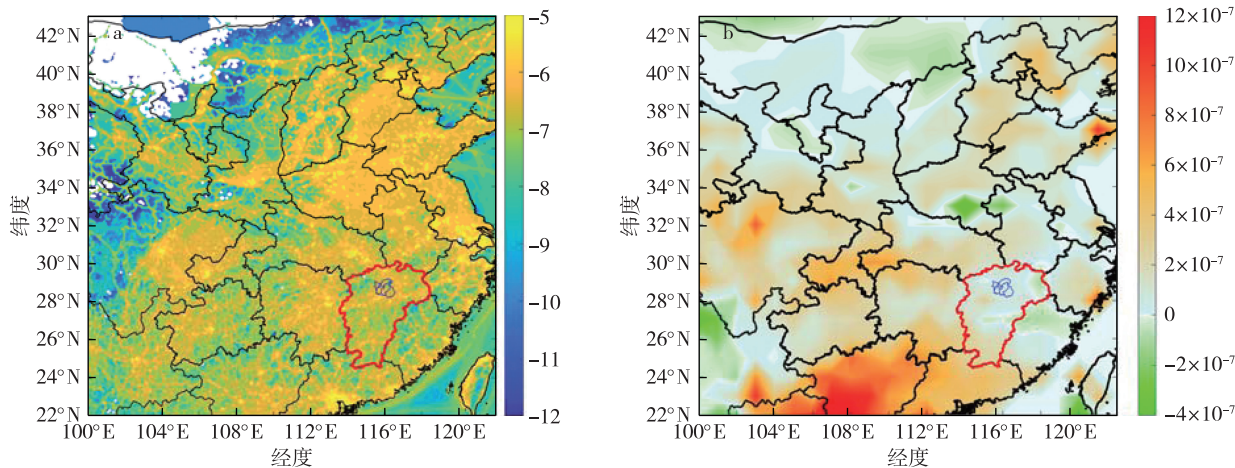 a
42°N
40°N
38°N
36°N
34°N
32°N
30°N
28°N
26°N
24°N
22°N
100°E 104°E 108°E 112°E 116°E 120°E
纬度
经度
−5
−6
−7
−8
−9
−10
−11
−12
b
42°N
40°N
38°N
36°N
34°N
32°N
30°N
28°N
26°N
24°N
22°N
100°E 104°E 108°E 112°E 116°E 120°E
纬度
经度
12×10⁻⁷
10×10⁻⁷
8×10⁻⁷
6×10⁻⁷
4×10⁻⁷
2×10⁻⁷
0
−2×10⁻⁷
−4×10⁻⁷